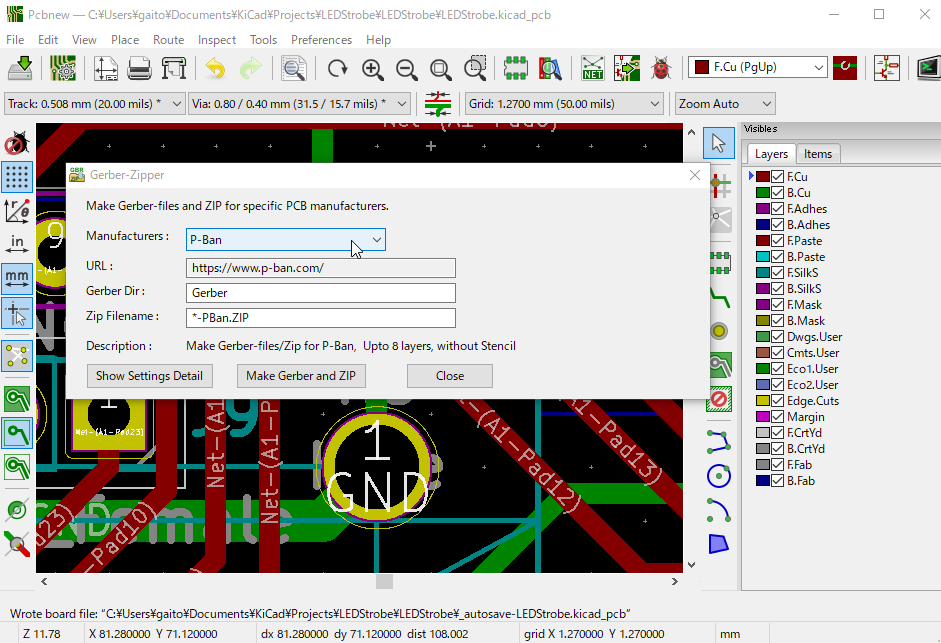 Pcbnew — C:¥Users¥gaito¥Documents¥KiCad¥Projects¥LEDStrobe¥LEDStrobe¥LEDStrobe.kicad_pcb
File Edit View Place Route Inspect Tools Preferences Help
NET
F.Cu (PgUp)
Track: 0.508 mm (20.00 mils) *
Via: 0.80 / 0.40 mm (31.5 / 15.7 mils) *
Grid: 1.2700 mm (50.00 mils)
Zoom Auto
Visibles
Layers Items
in
mm
GBR
Gerber-Zipper
Make Gerber-files and ZIP for specific PCB manufacturers.
Manufacturers : P-Ban
URL : https://www.p-ban.com/
Gerber Dir : Gerber
Zip Filename : *-PBan.ZIP
Description : Make Gerber-files/Zip for P-Ban, Upto 8 layers, without Stencil
Show Settings Detail Make Gerber and ZIP Close
F.Cu
B.Cu
F.Adhes
B.Adhes
F.Paste
B.Paste
F.SilkS
B.SilkS
F.Mask
B.Mask
Dwgs.User
Cmts.User
Eco1.User
Eco2.User
Edge.Cuts
Margin
F.CrtYd
B.CrtYd
F.Fab
B.Fab
9
1
Net-(A1-Pad23)
J9
Net-(A1
Net-(A1-P
1
GND
Net-(A1-Pad12)
Net-(A1-Pad13)
Wrote board file: “C:¥Users¥gaito¥Documents¥KiCad¥Projects¥LEDStrobe¥LEDStrobe¥_autosave-LEDStrobe.kicad_pcb”
Z 11.78 X 81.280000 Y 71.120000 dx 81.280000 dy 71.120000 dist 108.002 grid X 1.270000 Y 1.270000 mm